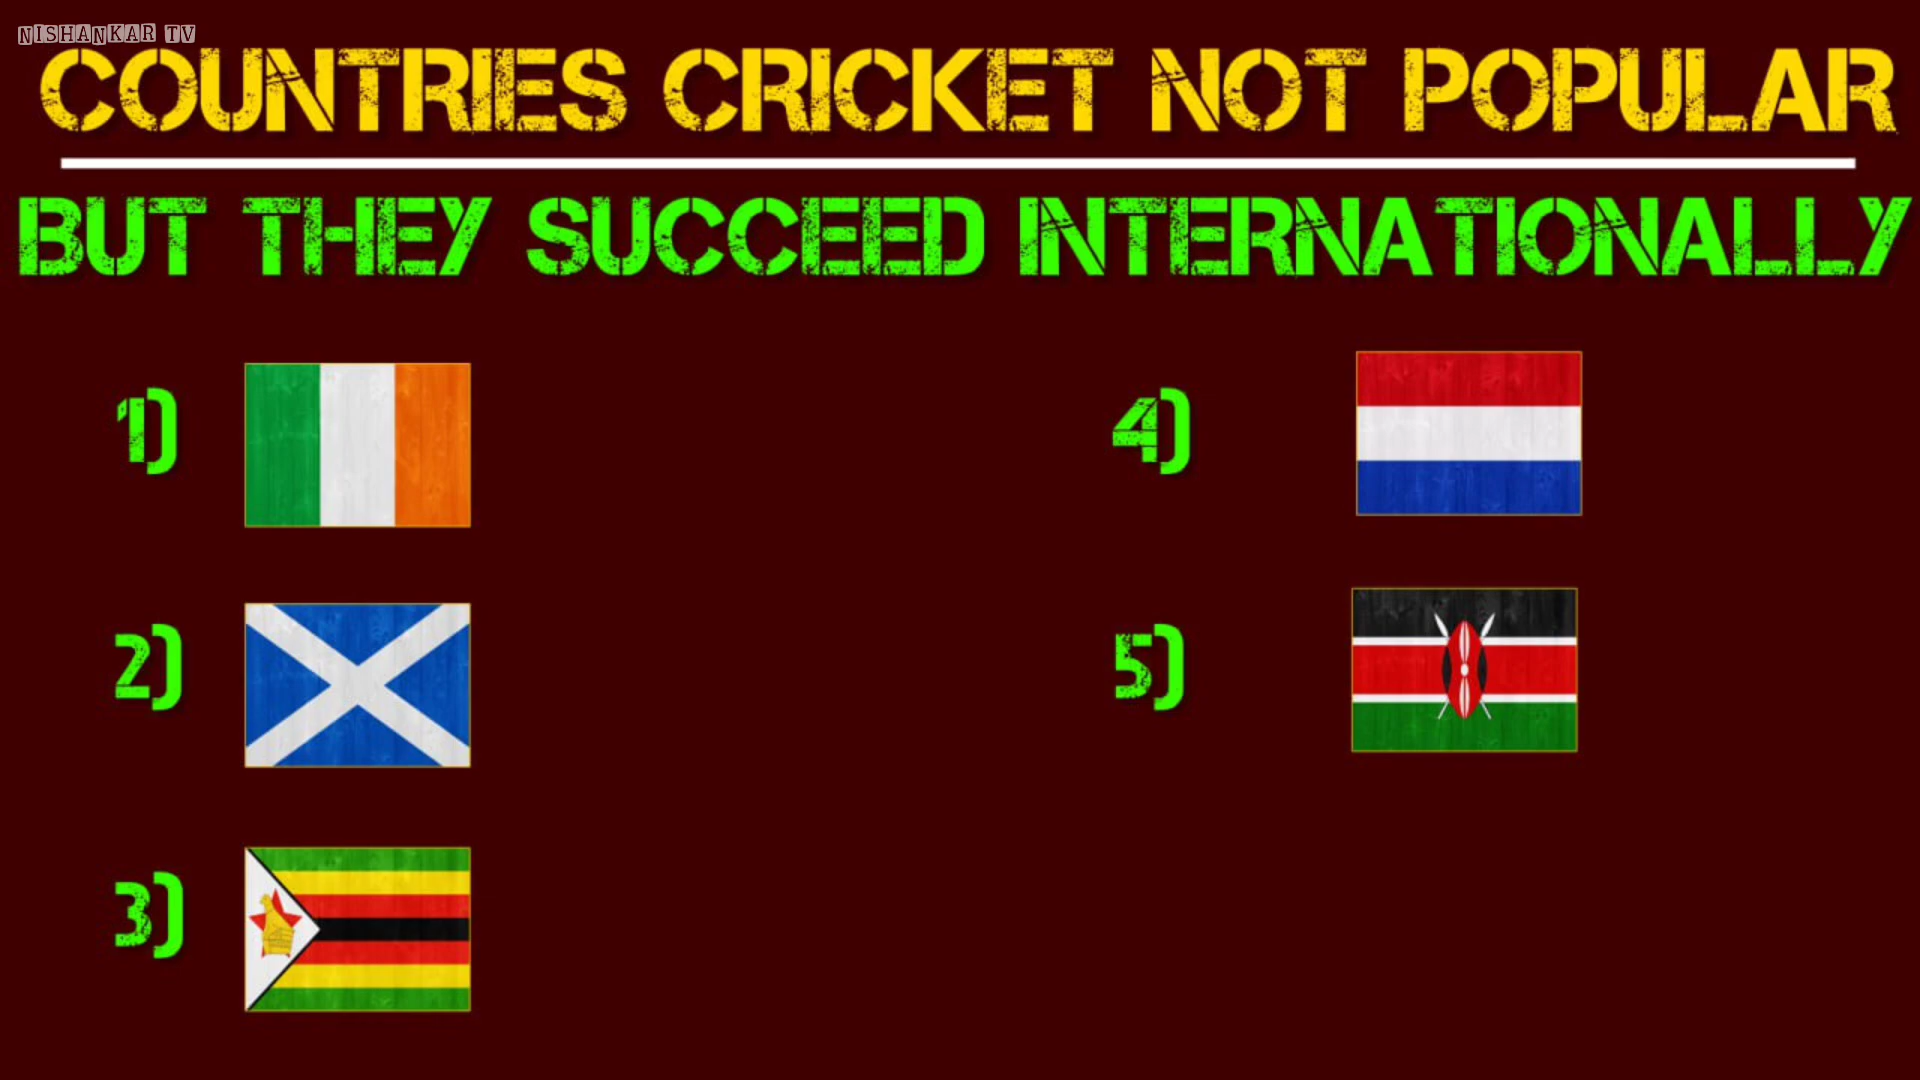 NISHANKAR TV
COUNTRIES CRICKET NOT POPULAR
BUT THEY SUCCEED INTERNATIONALLY
1)
2)
3)
4)
5)